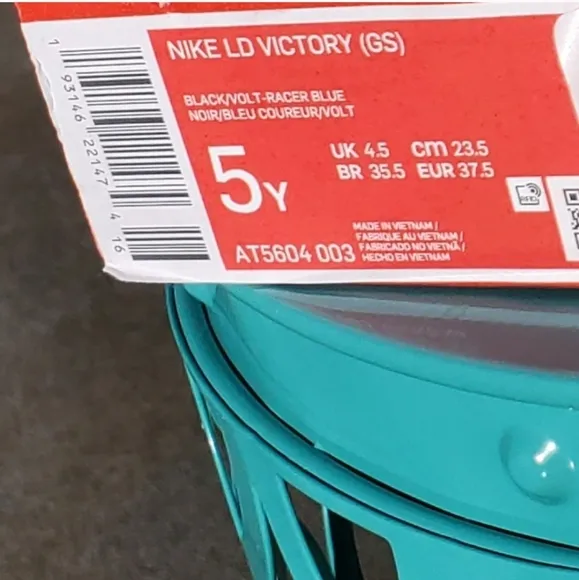 NIKE LD VICTORY (GS)
BLACK/VOLT-RACER BLUE
NOIR/BLEU COUREUR/VOLT
5Y
UK 4.5 cm 23.5
BR 35.5 EUR 37.5
RFID
AT5604 003
MADE IN VIETNAM /
FABRIQUE AU VIETNAM /
FABRICADO NO VIETNÃ /
HECHO EN VIETNAM
1 93146 22147 4 16